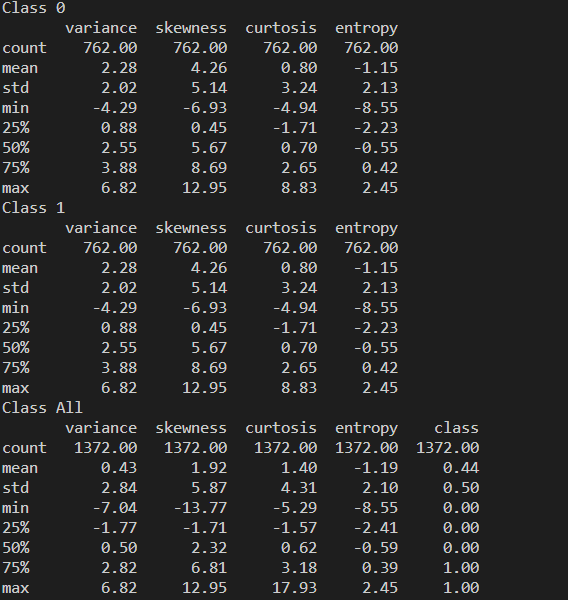 Class 0
variance skewness curtosis entropy
count 762.00 762.00 762.00 762.00
mean 2.28 4.26 0.80 -1.15
std 2.02 5.14 3.24 2.13
min -4.29 -6.93 -4.94 -8.55
25% 0.88 0.45 -1.71 -2.23
50% 2.55 5.67 0.70 -0.55
75% 3.88 8.69 2.65 0.42
max 6.82 12.95 8.83 2.45
Class 1
variance skewness curtosis entropy
count 762.00 762.00 762.00 762.00
mean 2.28 4.26 0.80 -1.15
std 2.02 5.14 3.24 2.13
min -4.29 -6.93 -4.94 -8.55
25% 0.88 0.45 -1.71 -2.23
50% 2.55 5.67 0.70 -0.55
75% 3.88 8.69 2.65 0.42
max 6.82 12.95 8.83 2.45
Class All
variance skewness curtosis entropy class
count 1372.00 1372.00 1372.00 1372.00 1372.00
mean 0.43 1.92 1.40 -1.19 0.44
std 2.84 5.87 4.31 2.10 0.50
min -7.04 -13.77 -5.29 -8.55 0.00
25% -1.77 -1.71 -1.57 -2.41 0.00
50% 0.50 2.32 0.62 -0.59 0.00
75% 2.82 6.81 3.18 0.39 1.00
max 6.82 12.95 17.93 2.45 1.00